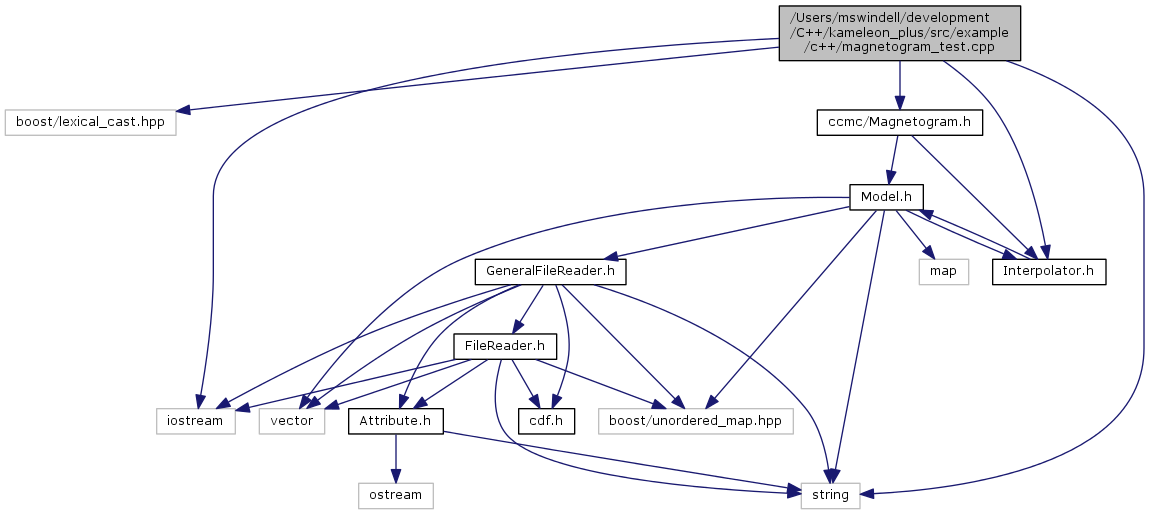 /Users/mswindell/development
/C++/kameleon_plus/src/example
/c++/magnetogram_test.cpp
boost/lexical_cast.hpp
ccmc/Magnetogram.h
Model.h
GeneralFileReader.h
map
Interpolator.h
FileReader.h
iostream
vector
Attribute.h
cdf.h
boost/unordered_map.hpp
ostream
string